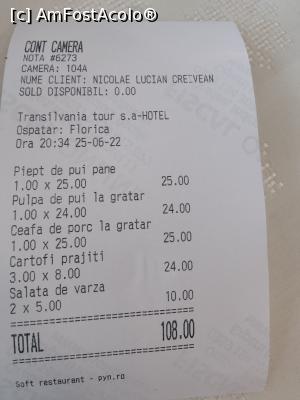 [c] AmFostAcolo®
CONT CAMERA
NOTA #6273
CAMERA: 104A
NUME CLIENT: NICOLAE LUCIAN
SOLD DISPONIBIL: 0.00
Transilvania tour s.a-HOTEL
Ospatar: Florica
Ora 20:34 25-06-22
Piept de pui pane
1.00 x 25.00 25.00
Pulpa de pui la gratar
1.00 x 24.00 24.00
Ceafa de porc la gratar
1.00 x 25.00 25.00
Cartofi prajiti
3.00 x 8.00 24.00
Salata de varza
2 x 5.00 10.00
TOTAL 108.00
Soft restaurant - pyn.ro